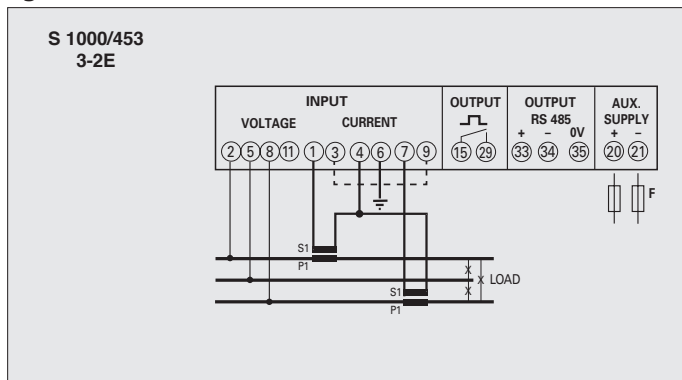 S 1000/453
3-2E
INPUT
OUTPUT
OUTPUT
AUX.
VOLTAGE
CURRENT
RS 485
SUPPLY
+ – 0V
+ –
2 5 8 11 1 3 4 6 7 9
15 29
33 34 35
20 21
F
S1
P1
LOAD
S1
P1